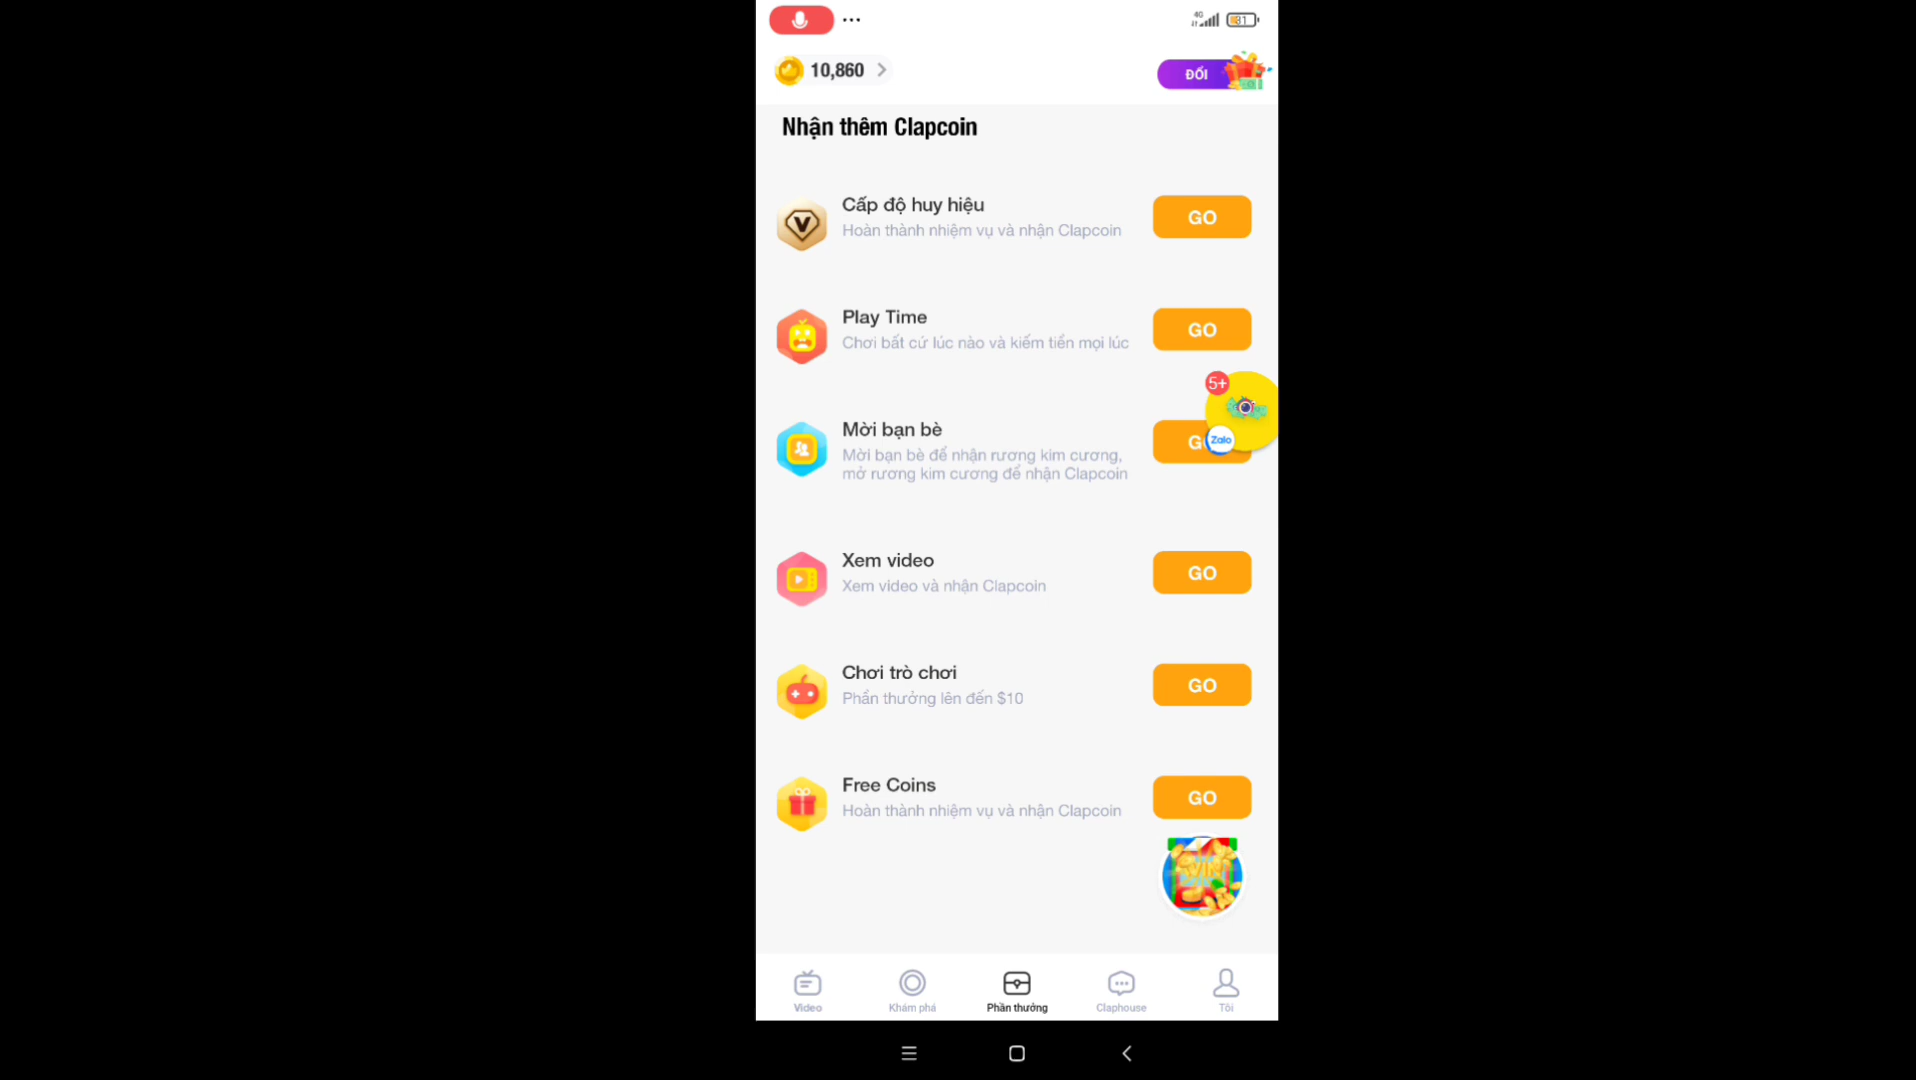 4G
31
10,860
ĐỔI
Nhận thêm Clapcoin
Cấp độ huy hiệu
GO
Hoàn thành nhiệm vụ và nhận Clapcoin
Play Time
GO
Chơi bất cứ lúc nào và kiếm tiền mọi lúc
5+
Mời bạn bè
Zalo
Mời bạn bè để nhận rương kim cương,
mở rương kim cương để nhận Clapcoin
Xem video
GO
Xem video và nhận Clapcoin
Chơi trò chơi
GO
Phần thưởng lên đến $10
Free Coins
GO
Hoàn thành nhiệm vụ và nhận Clapcoin
Video
Khám phá
Phần thưởng
Claphouse
Tôi